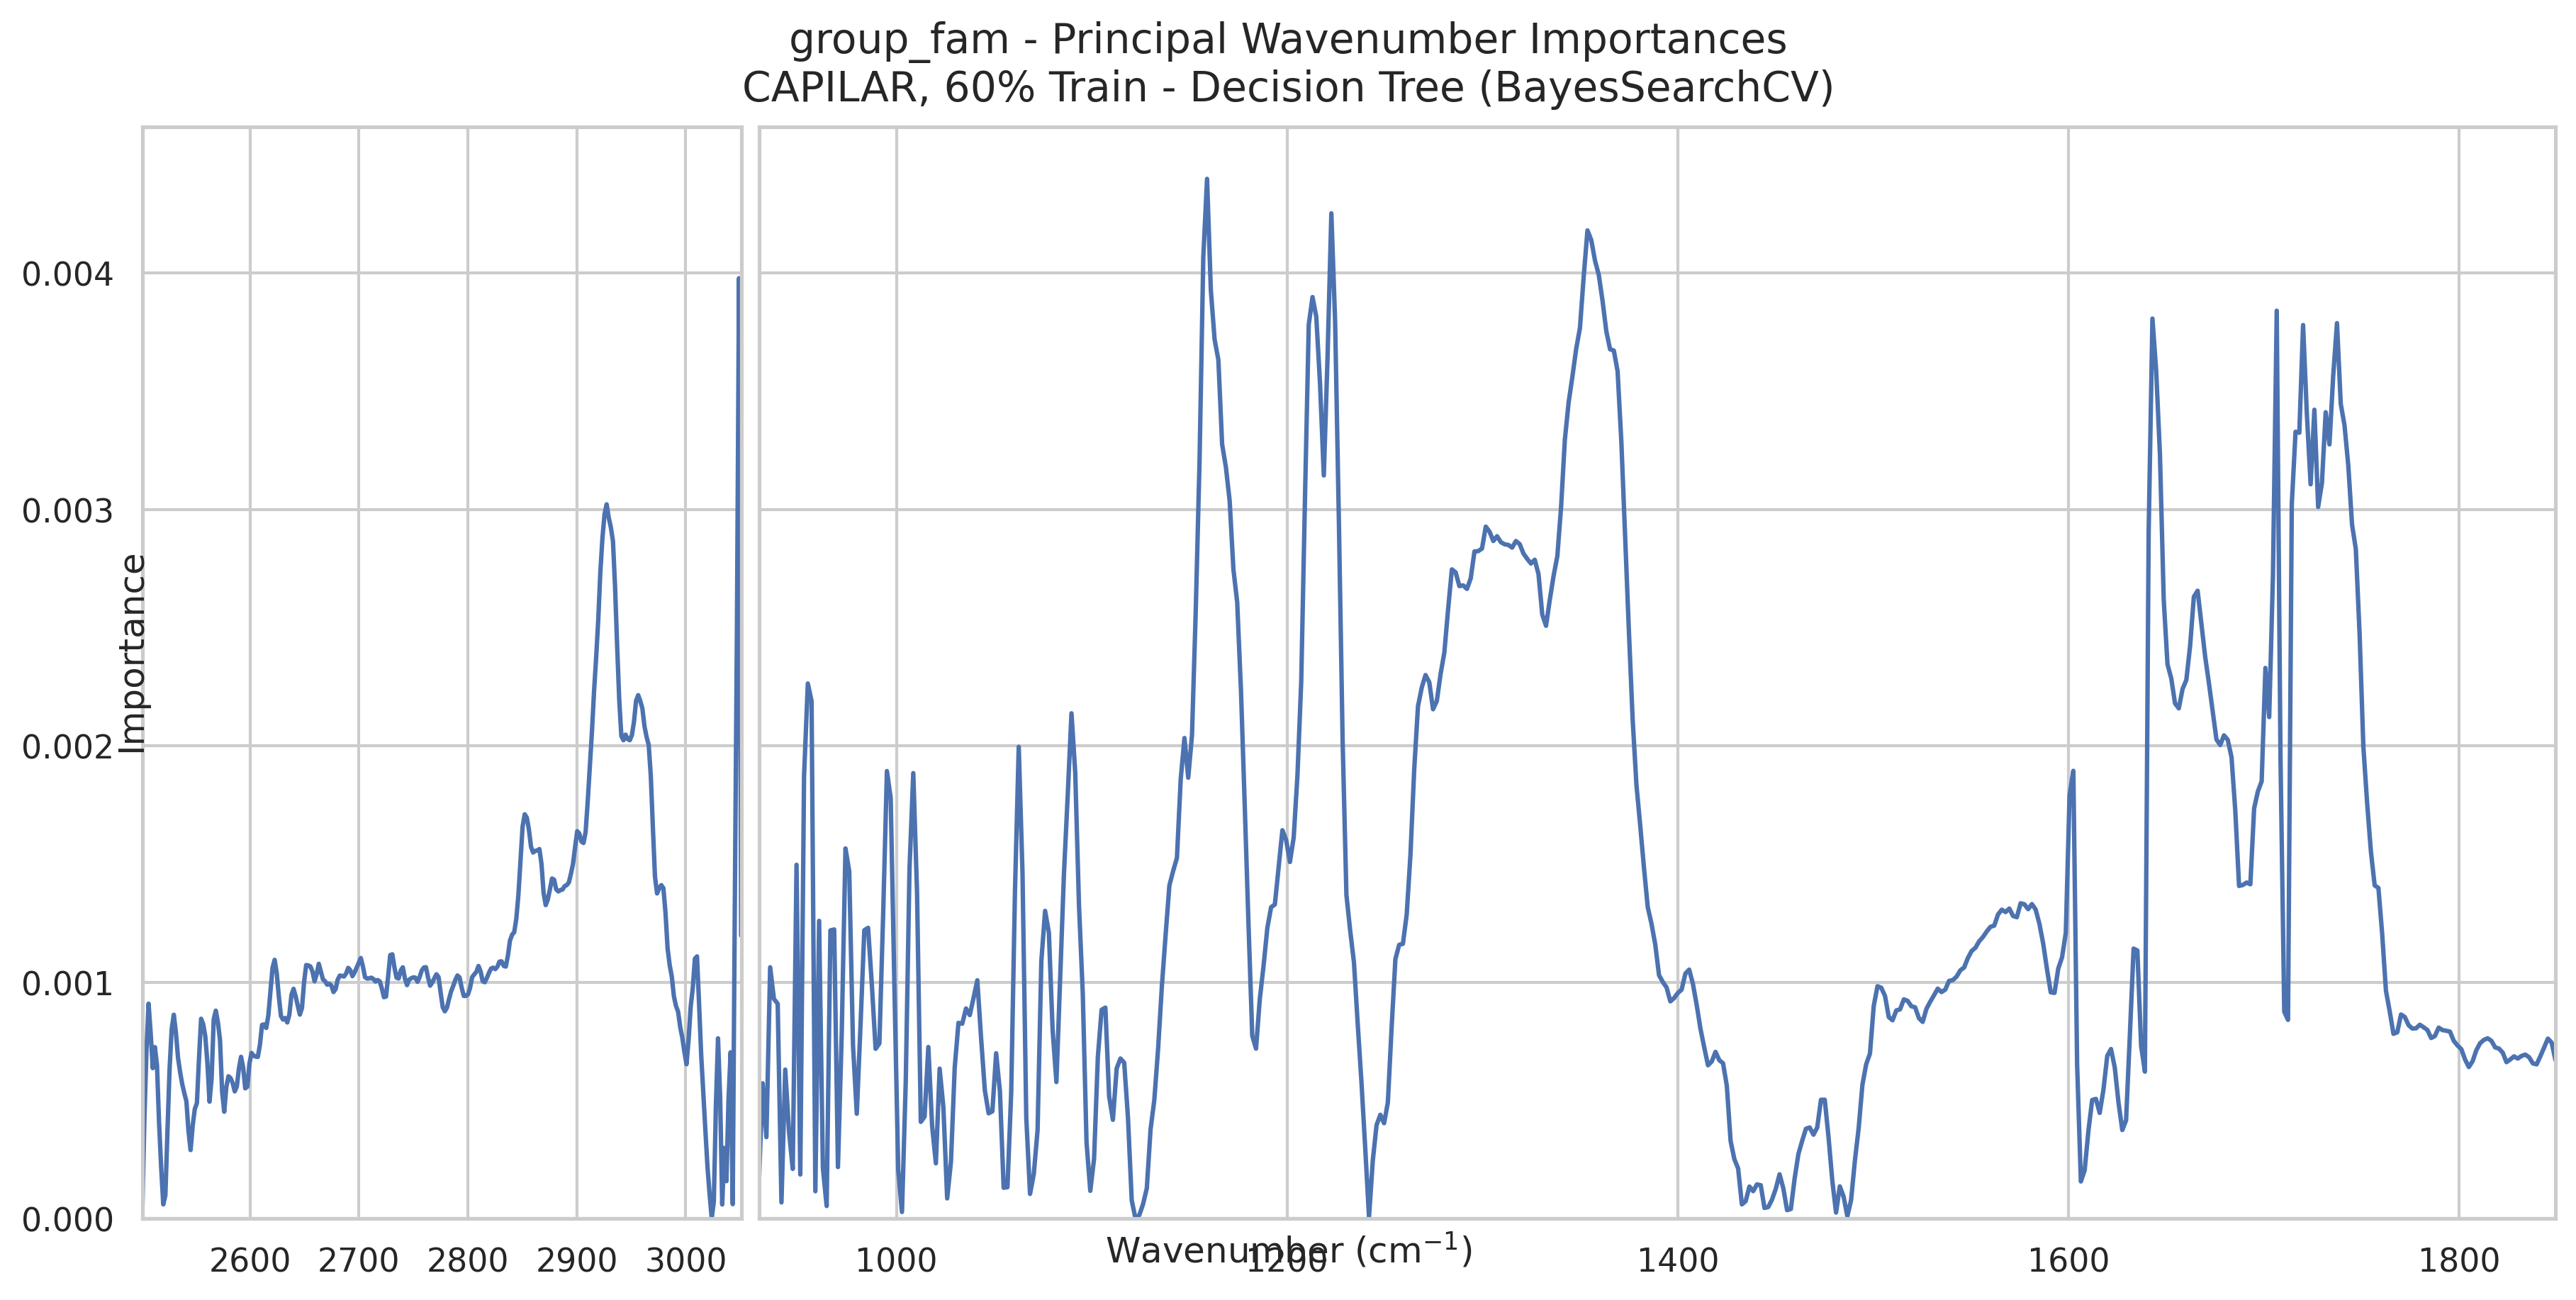 group_fam - Principal Wavenumber Importances
CAPILAR, 60% Train - Decision Tree (BayesSearchCV)
Importance
0.004
0.003
0.002
0.001
0.000
2600 2700 2800 2900 3000 1000 1200 1400 1600 1800
Wavenumber (cm⁻¹)